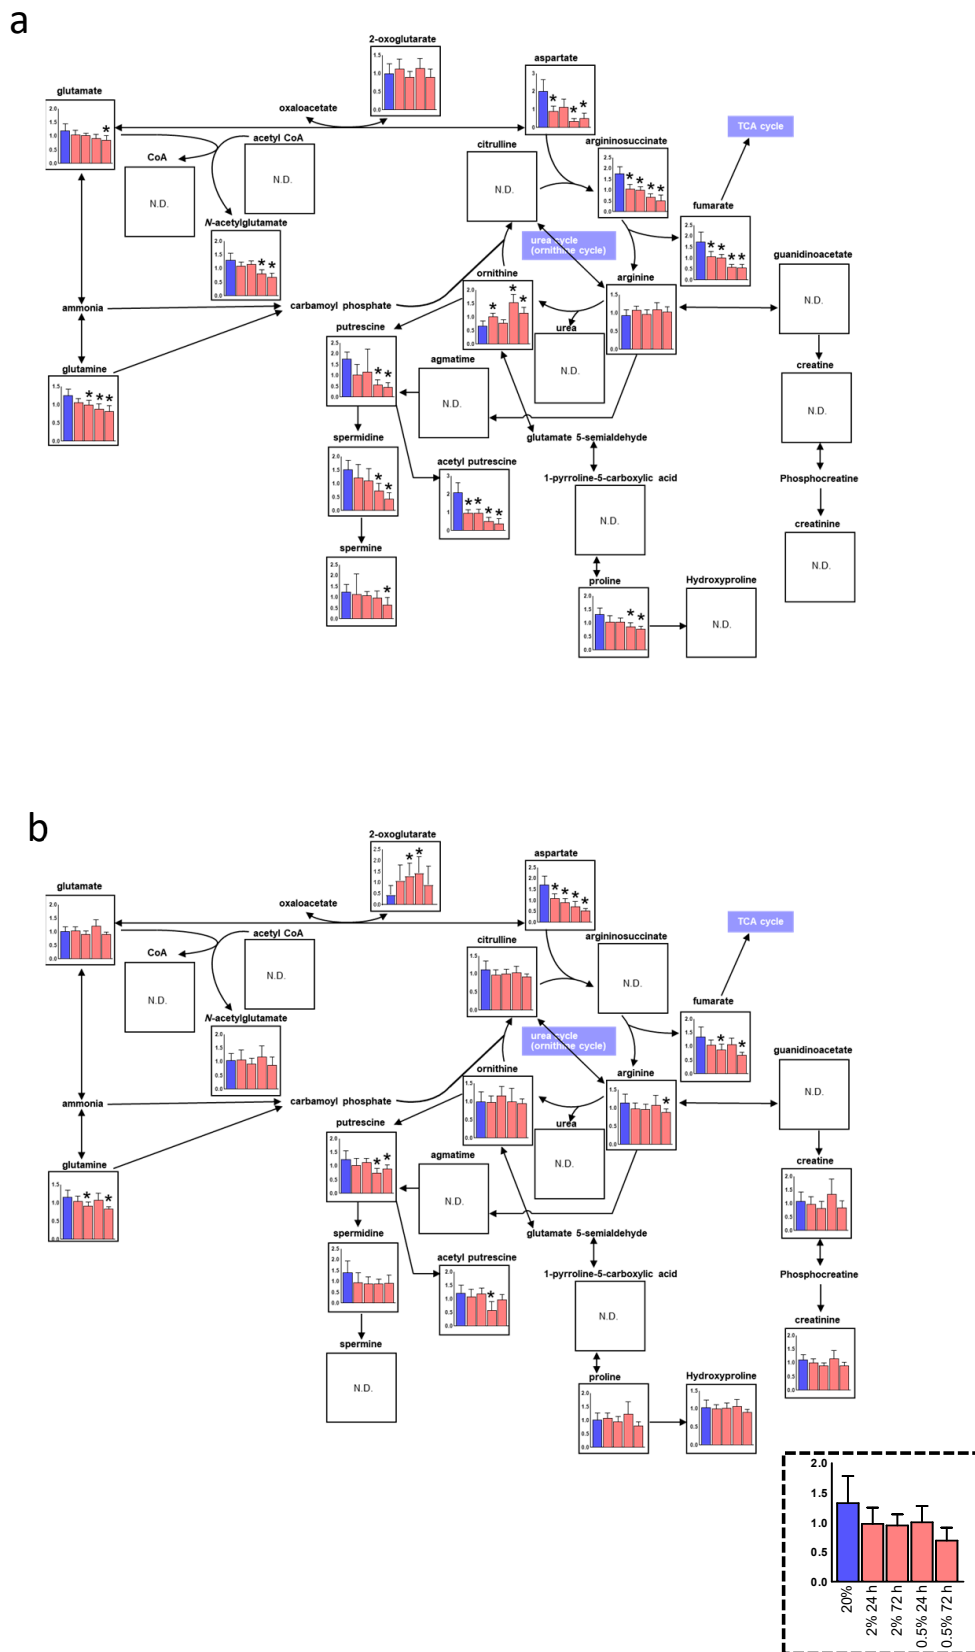 a
2-oxoglutarate
aspartate
glutamate
oxaloacetate
acetyl CoA
CoA
N.D.
N.D.
citrulline
N.D.
argininosuccinate
TCA cycle
fumarate
N-acetylglutamate
urea cycle
(ornithine cycle)
guanidinoacetate
N.D.
ornithine
arginine
ammonia
carbamoyl phosphate
putrescine
urea
N.D.
glutamine
agmatime
N.D.
creatine
N.D.
spermidine
glutamate 5-semialdehyde
acetyl putrescine
1-pyrroline-5-carboxylic acid
N.D.
Phosphocreatine
spermine
creatinine
N.D.
proline
Hydroxyproline
N.D.
b
2-oxoglutarate
aspartate
glutamate
oxaloacetate
acetyl CoA
CoA
N.D.
N.D.
citrulline
argininosuccinate
N.D.
TCA cycle
fumarate
N-acetylglutamate
urea cycle
(ornithine cycle)
guanidinoacetate
N.D.
ornithine
arginine
ammonia
carbamoyl phosphate
putrescine
urea
N.D.
glutamine
agmatime
N.D.
creatine
spermidine
glutamate 5-semialdehyde
acetyl putrescine
1-pyrroline-5-carboxylic acid
N.D.
Phosphocreatine
spermine
N.D.
creatinine
proline
Hydroxyproline
2.0
1.5
1.0
0.5
0.0
20%
2% 24 h
2% 72 h
0.5% 24 h
0.5% 72 h